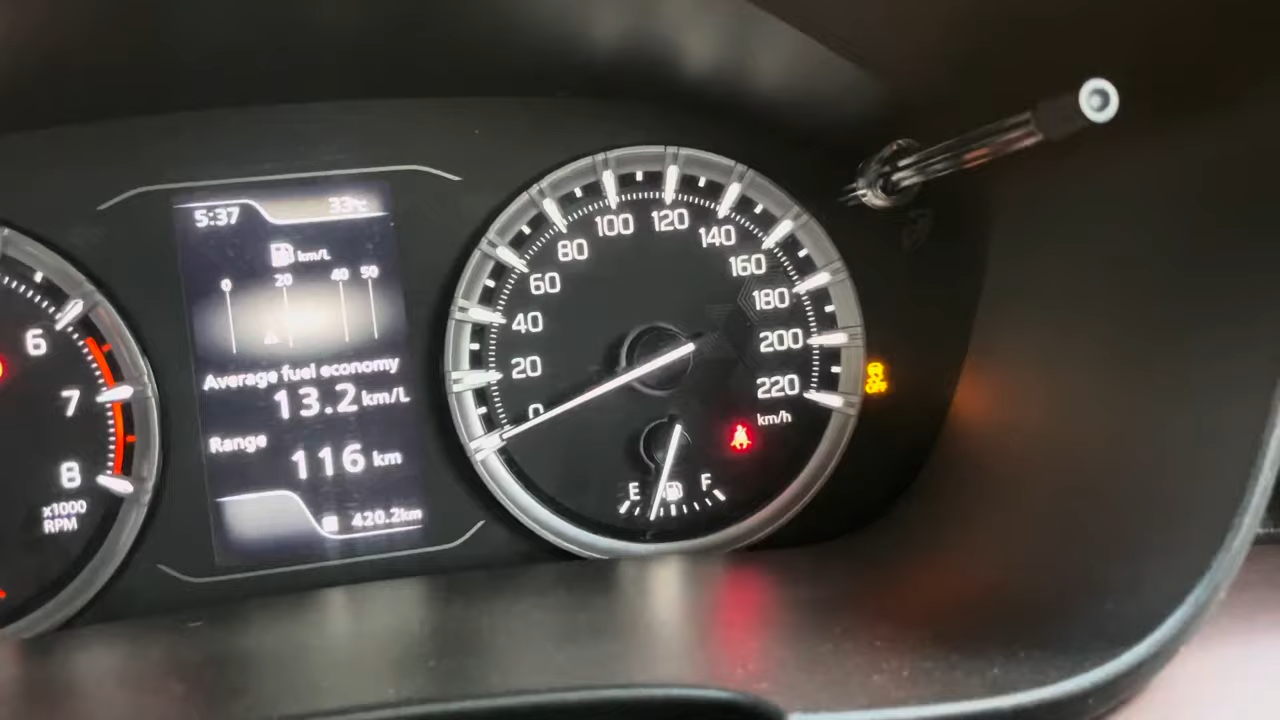 6
7
8
x1000
RPM
5:37
33°C
km/L
0 20 40 50
Average fuel economy
13.2 km/L
Range
116 km
420.2km
0
20
40
60
80
100
120
140
160
180
200
220
km/h
E F
OFF